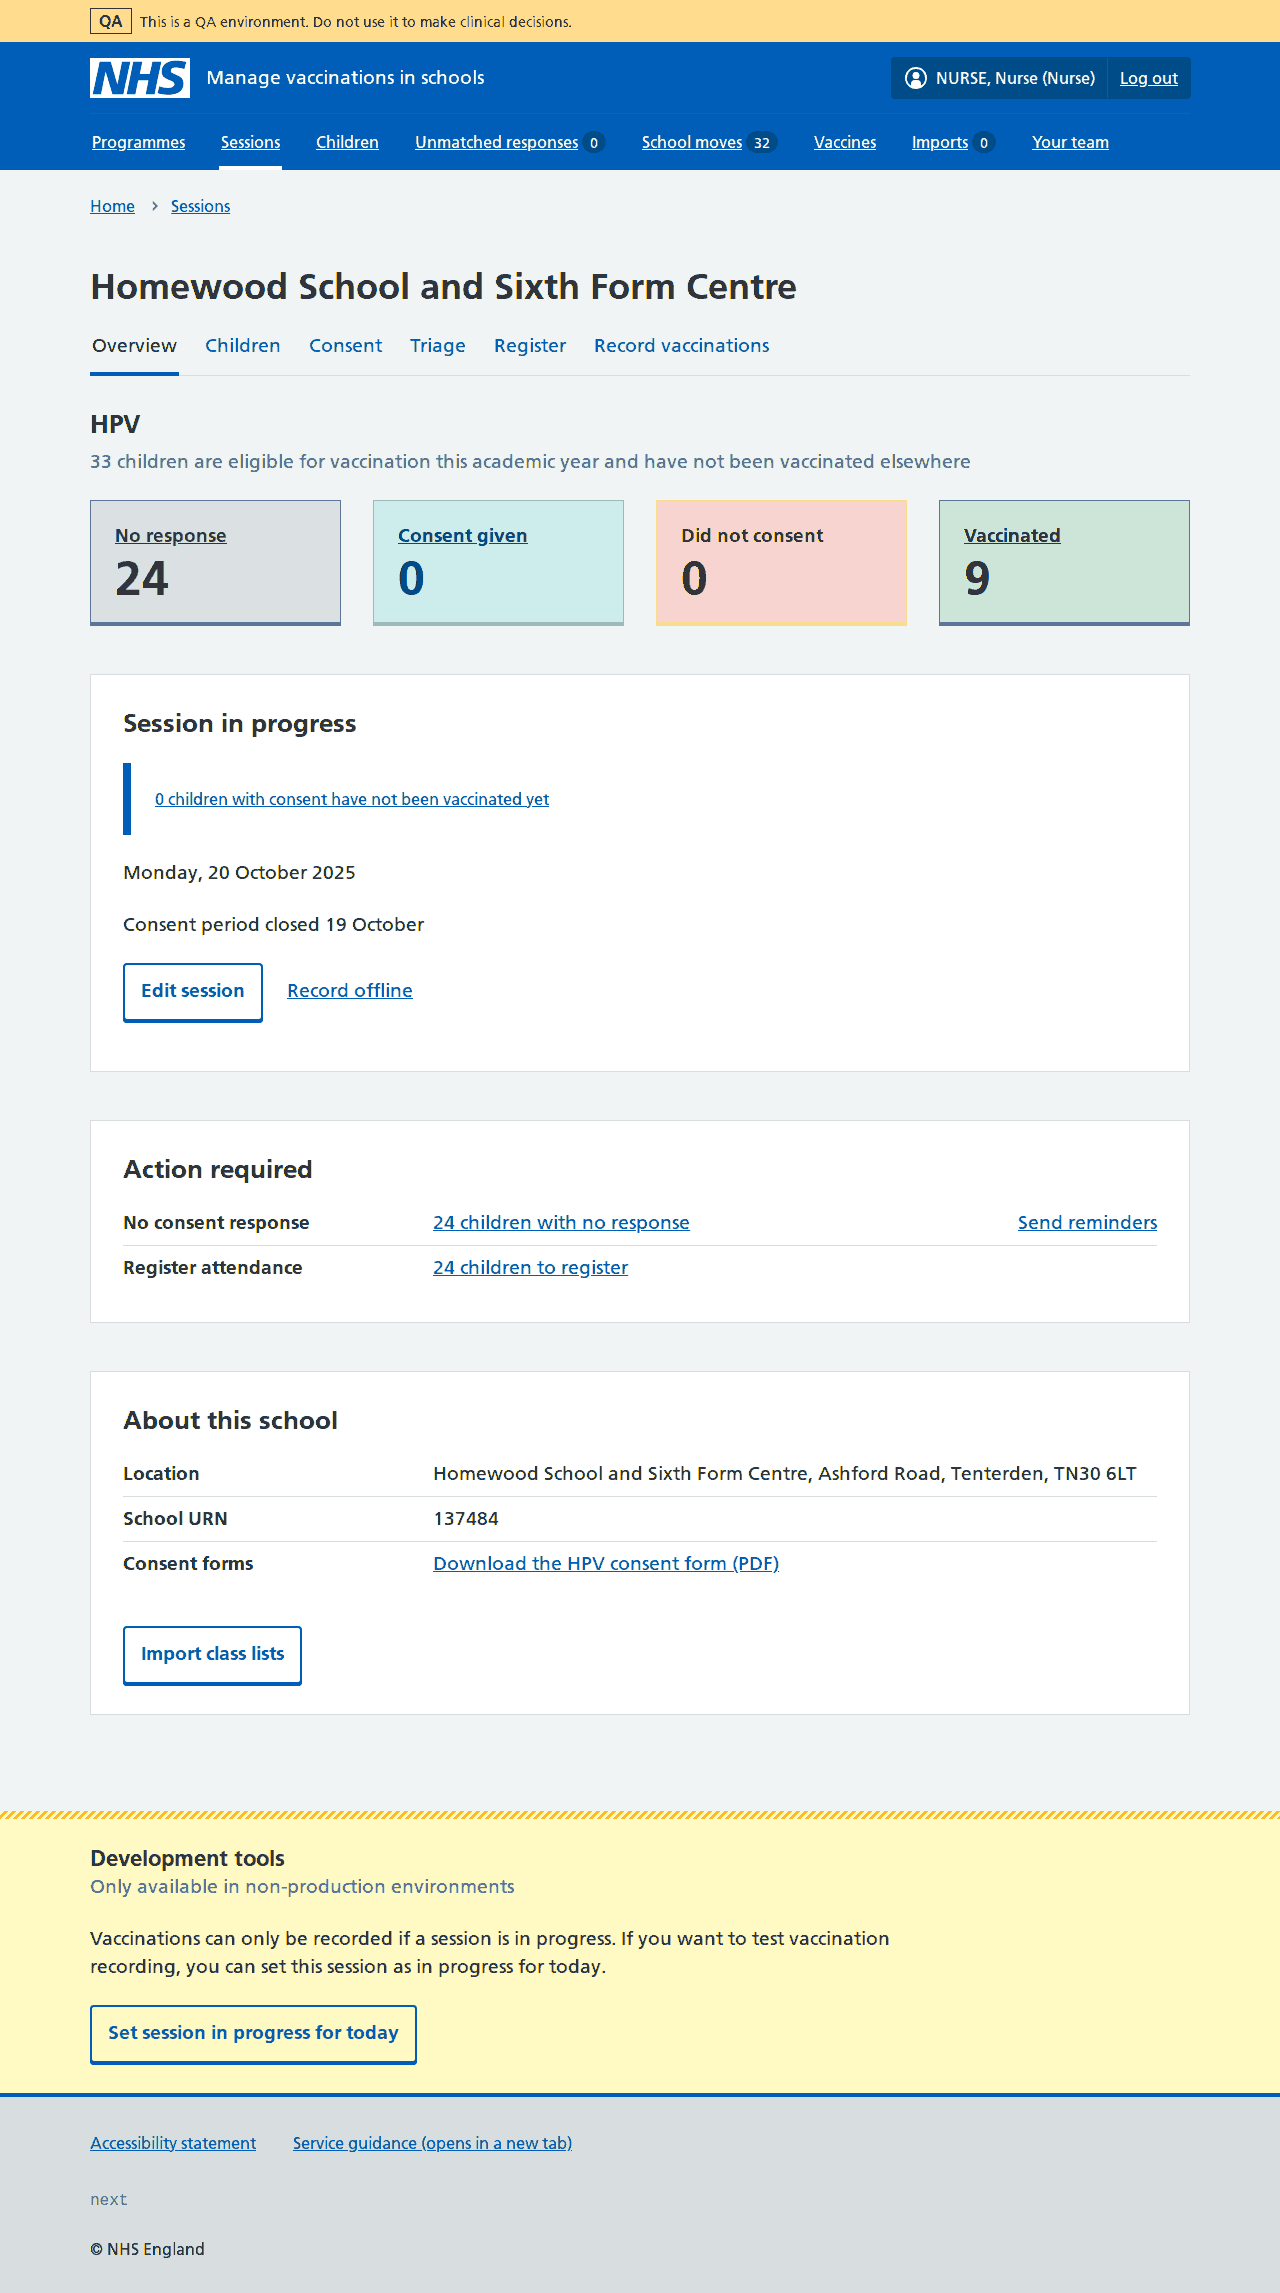 QA This is a QA environment. Do not use it to make clinical decisions.
NHS Manage vaccinations in schools
NURSE, Nurse (Nurse) Log out
Programmes Sessions Children Unmatched responses 0 School moves 32 Vaccines Imports 0 Your team
Home Sessions
Homewood School and Sixth Form Centre
Overview Children Consent Triage Register Record vaccinations
HPV
33 children are eligible for vaccination this academic year and have not been vaccinated elsewhere
No response
24
Consent given
0
Did not consent
0
Vaccinated
9
Session in progress
0 children with consent have not been vaccinated yet
Monday, 20 October 2025
Consent period closed 19 October
Edit session Record offline
Action required
No consent response 24 children with no response Send reminders
Register attendance 24 children to register
About this school
Location Homewood School and Sixth Form Centre, Ashford Road, Tenterden, TN30 6LT
School URN 137484
Consent forms Download the HPV consent form (PDF)
Import class lists
Development tools
Only available in non-production environments
Vaccinations can only be recorded if a session is in progress. If you want to test vaccination
recording, you can set this session as in progress for today.
Set session in progress for today
Accessibility statement Service guidance (opens in a new tab)
next
© NHS England